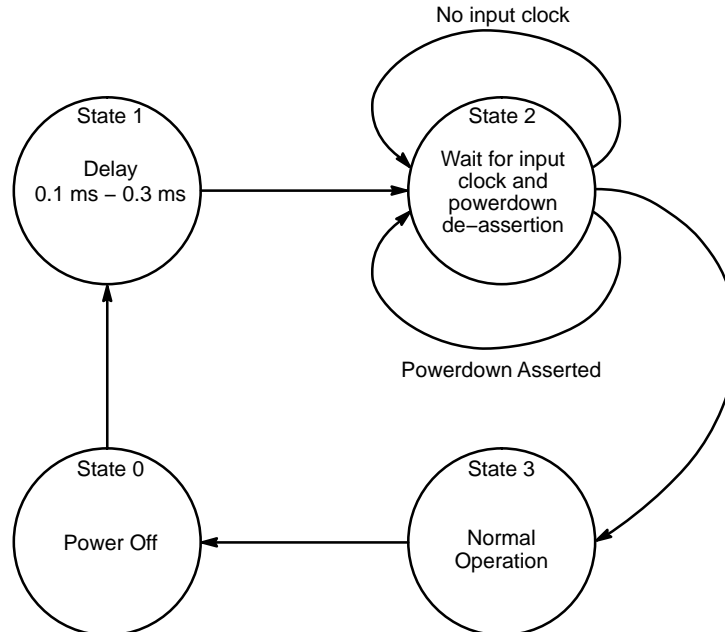 No input clock
State 1
Delay
0.1 ms – 0.3 ms
State 2
Wait for input
clock and
powerdown
de–assertion
Powerdown Asserted
State 0
Power Off
State 3
Normal
Operation